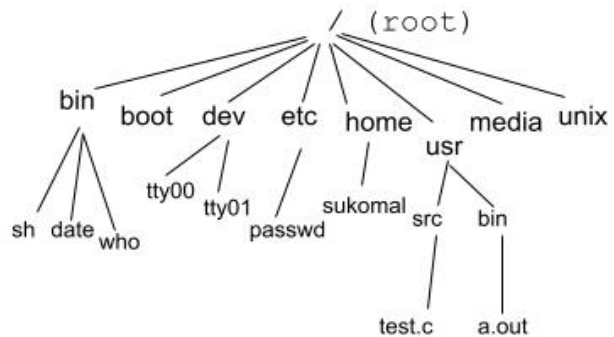 / (root)
bin boot dev etc home usr media unix
tty00 tty01 passwd sukomal src bin
sh date who
test.c a.out